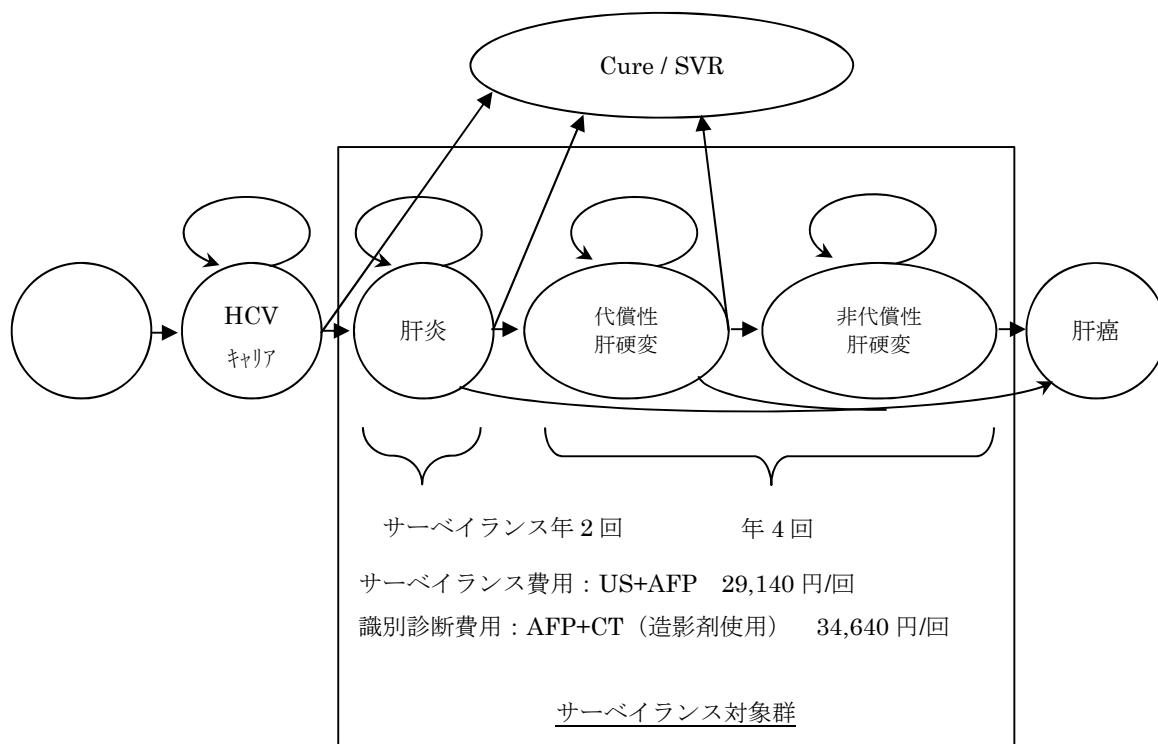 Cure / SVR
HCV
ｷｬﾘｱ
肝炎
代償性
肝硬変
非代償性
肝硬変
肝癌
サーベイランス年 2 回　年 4 回
サーベイランス費用：US+AFP　29,140 円/回
識別診断費用：AFP+CT（造影剤使用）　34,640 円/回
サーベイランス対象群